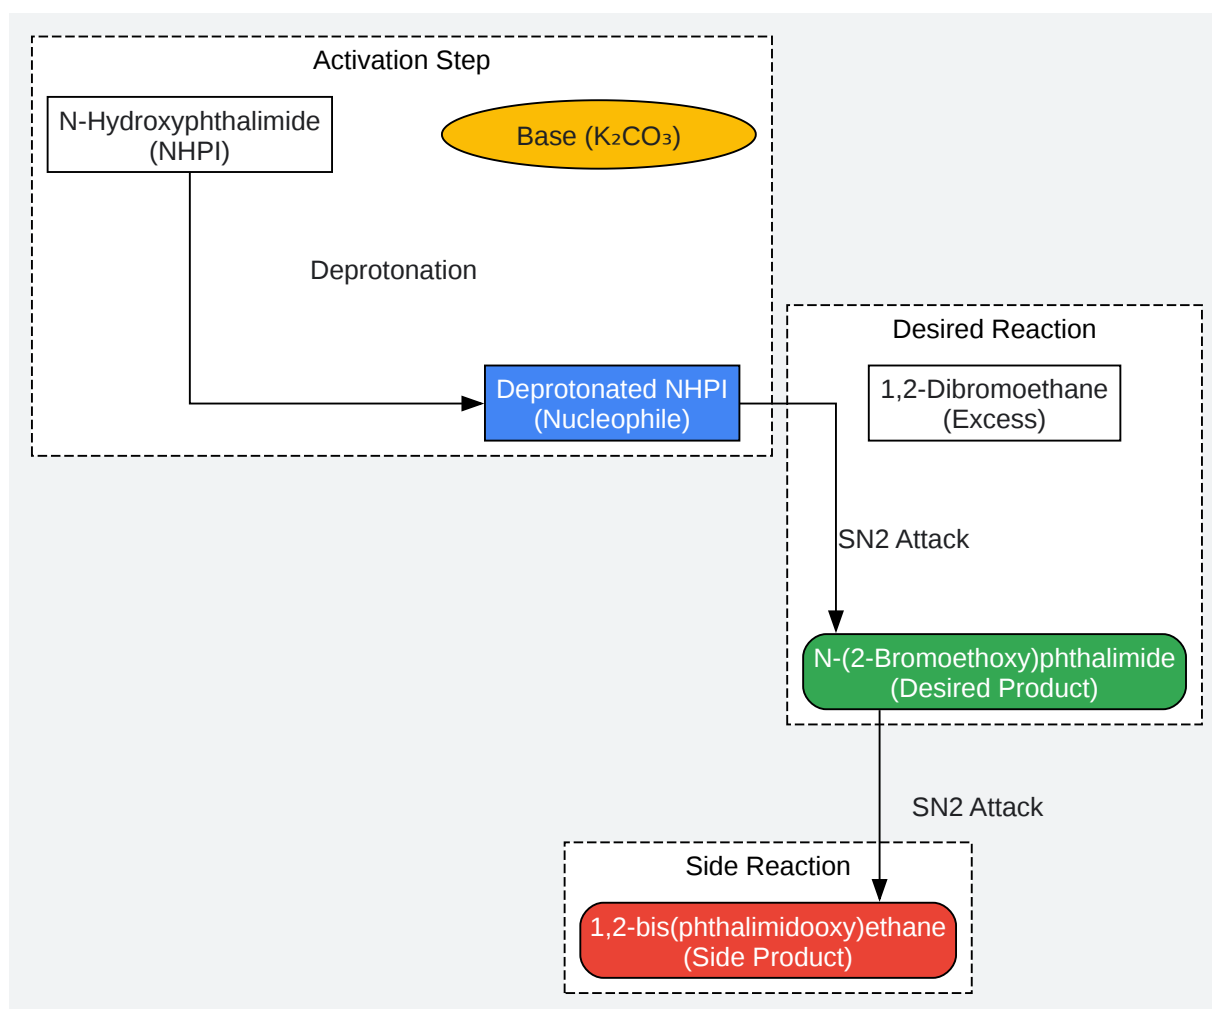 Activation Step
N-Hydroxyphthalimide
(NHPI)
Base (K₂CO₃)
Deprotonation
Deprotonated NHPI
(Nucleophile)
Desired Reaction
1,2-Dibromoethane
(Excess)
SN2 Attack
N-(2-Bromoethoxy)phthalimide
(Desired Product)
SN2 Attack
Side Reaction
1,2-bis(phthalimidooxy)ethane
(Side Product)